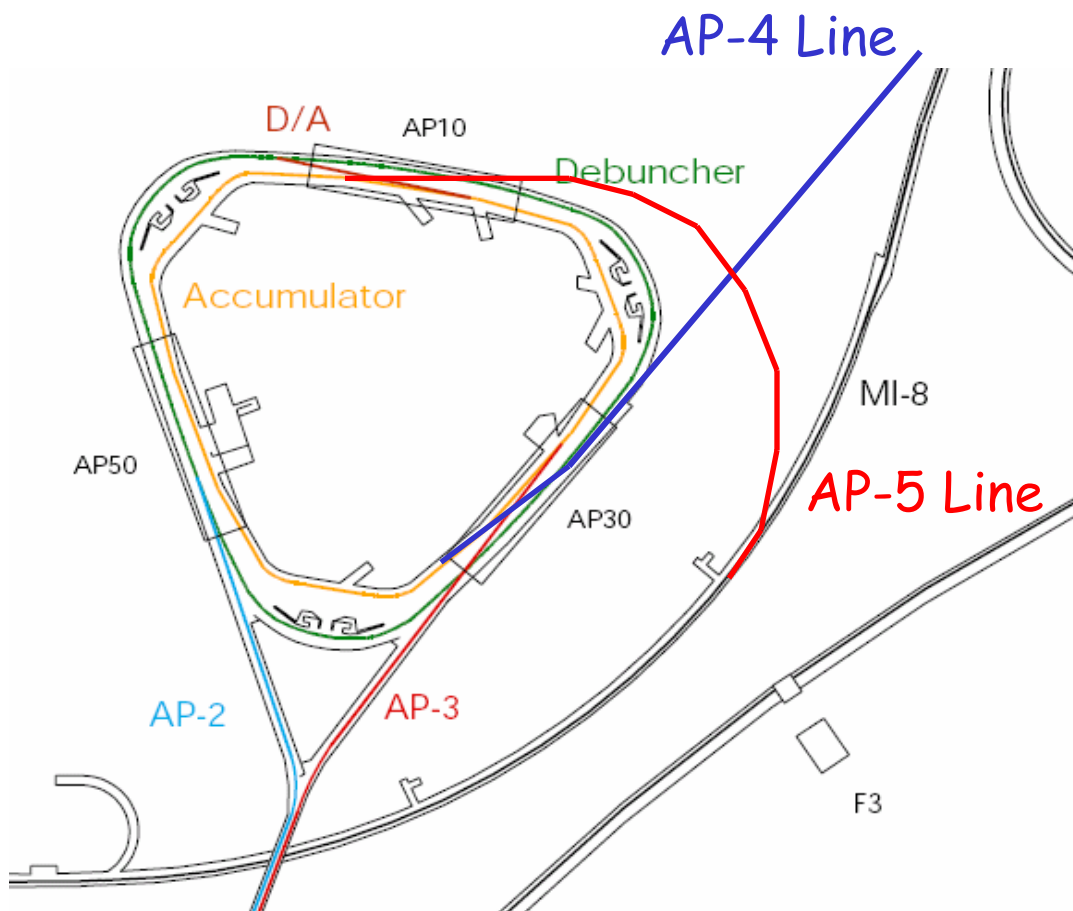 AP-4 Line
D/A
AP10
Debuncher
Accumulator
MI-8
AP50
AP-5 Line
AP30
AP-2
AP-3
F3